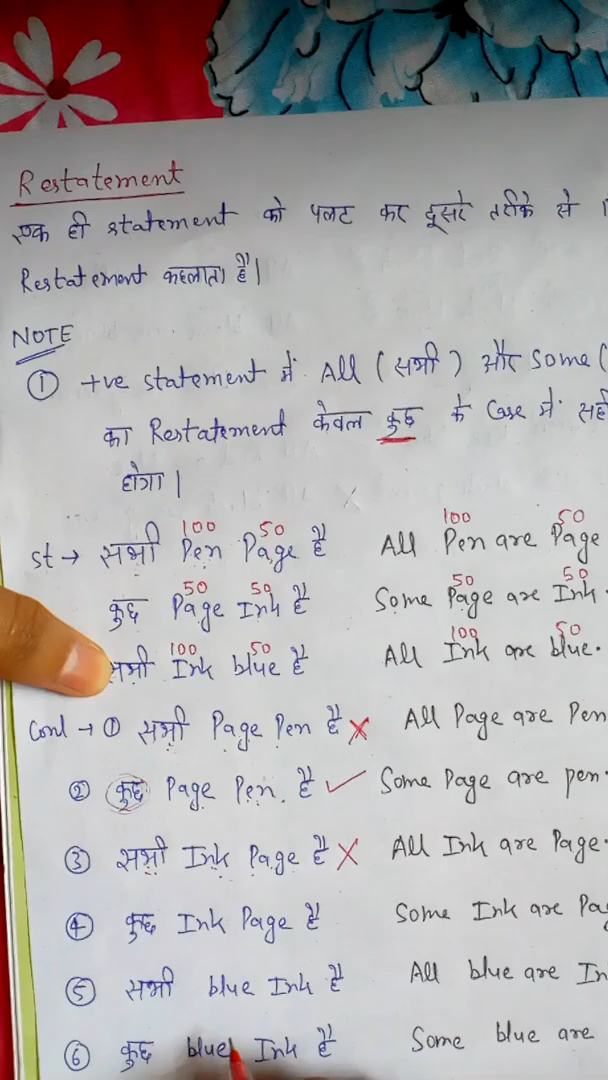 Restatement
एक ही statement को पलट कर दूसरे तरीके से
Restatement कहलाता है।
NOTE
① +ve statement में All (सभी) और Some (
का Restatement केवल कुछ के Case में सही
होगा।
100 50 100 50
st → सभी Pen Page है All Pen are Page
50 50 50 50
कुछ Page Ink है Some Page are Ink.
100 50 100 50
सभी Ink blue है All Ink are blue.
Conl → ① सभी Page Pen है × All Page are Pen
② कुछ Page Pen है ✓ Some Page are pen.
③ सभी Ink Page है × All Ink are Page.
④ कुछ Ink Page है Some Ink are Pa
⑤ सभी blue Ink है All blue are In
⑥ कुछ blue Ink है Some blue are